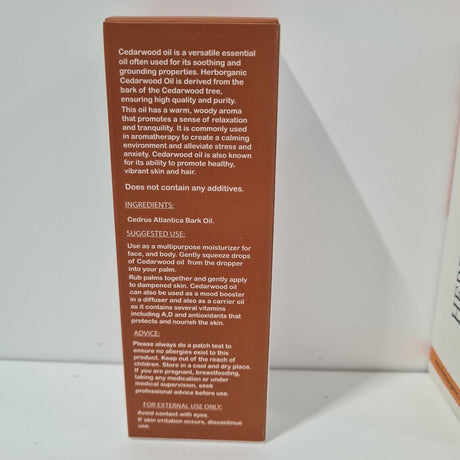 Cedarwood oil is a versatile essential
oil often used for its soothing and
grounding properties. Herborganic
Cedarwood Oil is derived from the
bark of the Cedarwood tree,
ensuring high quality and purity.
This oil has a warm, woody aroma
that promotes a sense of relaxation
and tranquility. It is commonly used
in aromatherapy to create a calming
environment and alleviate stress and
anxiety. Cedarwood oil is also known
for its ability to promote healthy,
vibrant skin and hair.
Does not contain any additives.
INGREDIENTS:
Cedrus Atlantica Bark Oil.
SUGGESTED USE:
Use as a multipurpose moisturizer for
face, and body. Gently squeeze drops
of Cedarwood oil from the dropper
into your palm.
Rub palms together and gently apply
to dampened skin. Cedarwood oil
can also be used as a mood booster
in a diffuser and also as a carrier oil
as it contains several vitamins
including A,D and antioxidants that
protects and nourish the skin.
ADVICE:
Please always do a patch test to
ensure no allergies exist to this
product. Keep out of the reach of
children. Store in a cool and dry place.
If you are pregnant, breastfeeding,
taking any medication or under
medical supervision, seek
professional advice before use.
FOR EXTERNAL USE ONLY:
Avoid contact with eyes.
If skin irritation occurs, discontinue
use.